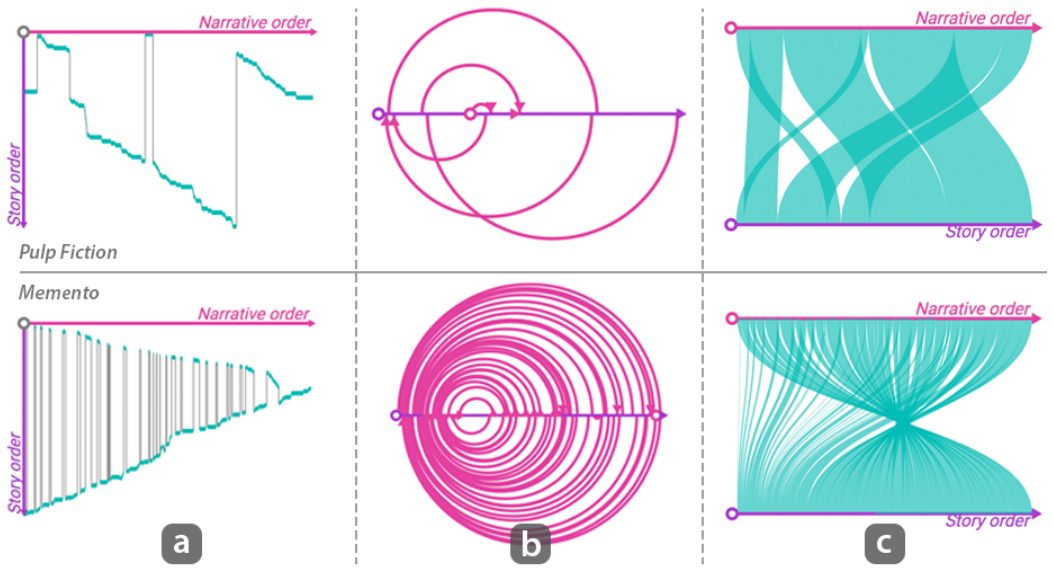 Narrative order
Story order
Pulp Fiction
Narrative order
Story order
Memento
Narrative order
Story order
Narrative order
Story order
a
b
c